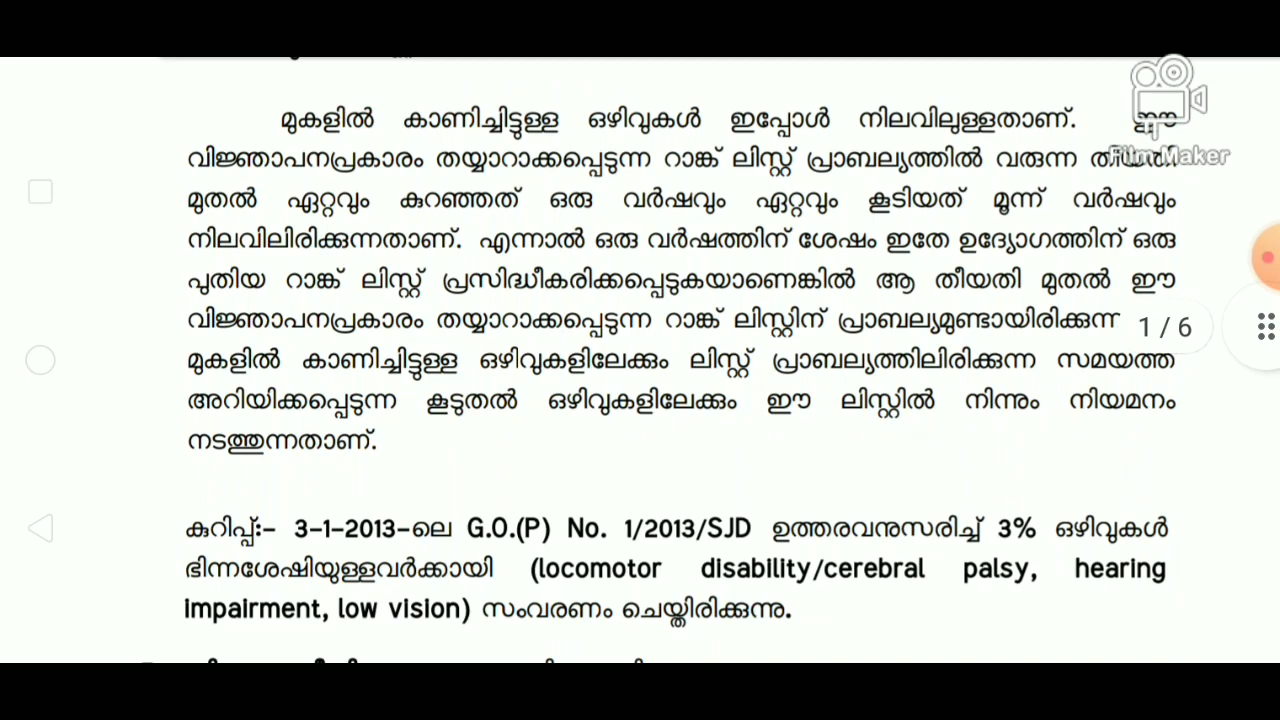 മുകളിൽ കാണിച്ചിട്ടുള്ള ഒഴിവുകൾ ഇപ്പോൾ നിലവിലുള്ളതാണ്. ഈ
Film Maker
വിജ്ഞാപനപ്രകാരം തയ്യാറാക്കപ്പെടുന്ന റാങ്ക് ലിസ്റ്റ് പ്രാബല്യത്തിൽ വരുന്ന തീയതി
മുതൽ ഏറ്റവും കുറഞ്ഞത് ഒരു വർഷവും ഏറ്റവും കൂടിയത് മൂന്ന് വർഷവും
നിലവിലിരിക്കുന്നതാണ്. എന്നാൽ ഒരു വർഷത്തിന് ശേഷം ഇതേ ഉദ്യോഗത്തിന് ഒരു
പുതിയ റാങ്ക് ലിസ്റ്റ് പ്രസിദ്ധീകരിക്കപ്പെടുകയാണെങ്കിൽ ആ തീയതി മുതൽ ഈ
വിജ്ഞാപനപ്രകാരം തയ്യാറാക്കപ്പെടുന്ന റാങ്ക് ലിസ്റ്റിന് പ്രാബല്യമുണ്ടായിരിക്കുന്ന
1 / 6
മുകളിൽ കാണിച്ചിട്ടുള്ള ഒഴിവുകളിലേക്കും ലിസ്റ്റ് പ്രാബല്യത്തിലിരിക്കുന്ന സമയത്ത
അറിയിക്കപ്പെടുന്ന കൂടുതൽ ഒഴിവുകളിലേക്കും ഈ ലിസ്റ്റിൽ നിന്നും നിയമനം
നടത്തുന്നതാണ്.
കുറിപ്പ്:- 3-1-2013-ലെ G.O.(P) No. 1/2013/SJD ഉത്തരവനുസരിച്ച് 3% ഒഴിവുകൾ
ഭിന്നശേഷിയുള്ളവർക്കായി (locomotor disability/cerebral palsy, hearing
impairment, low vision) സംവരണം ചെയ്തിരിക്കുന്നു.